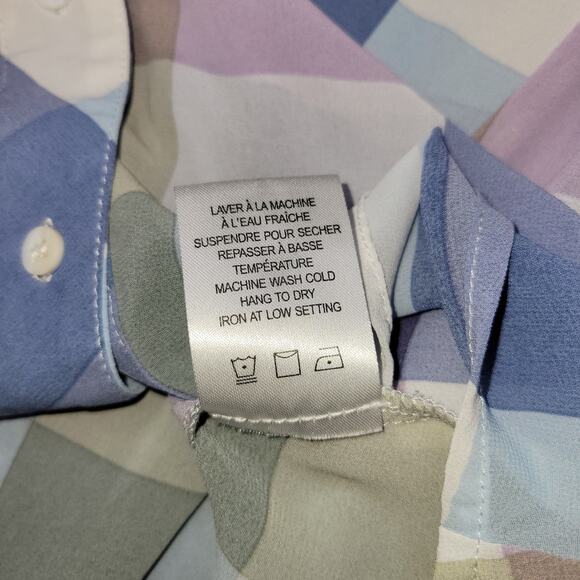 LAVER À LA MACHINE
À L'EAU FRAÎCHE
SUSPENDRE POUR SECHER
REPASSER À BASSE
TEMPÉRATURE
MACHINE WASH COLD
HANG TO DRY
IRON AT LOW SETTING